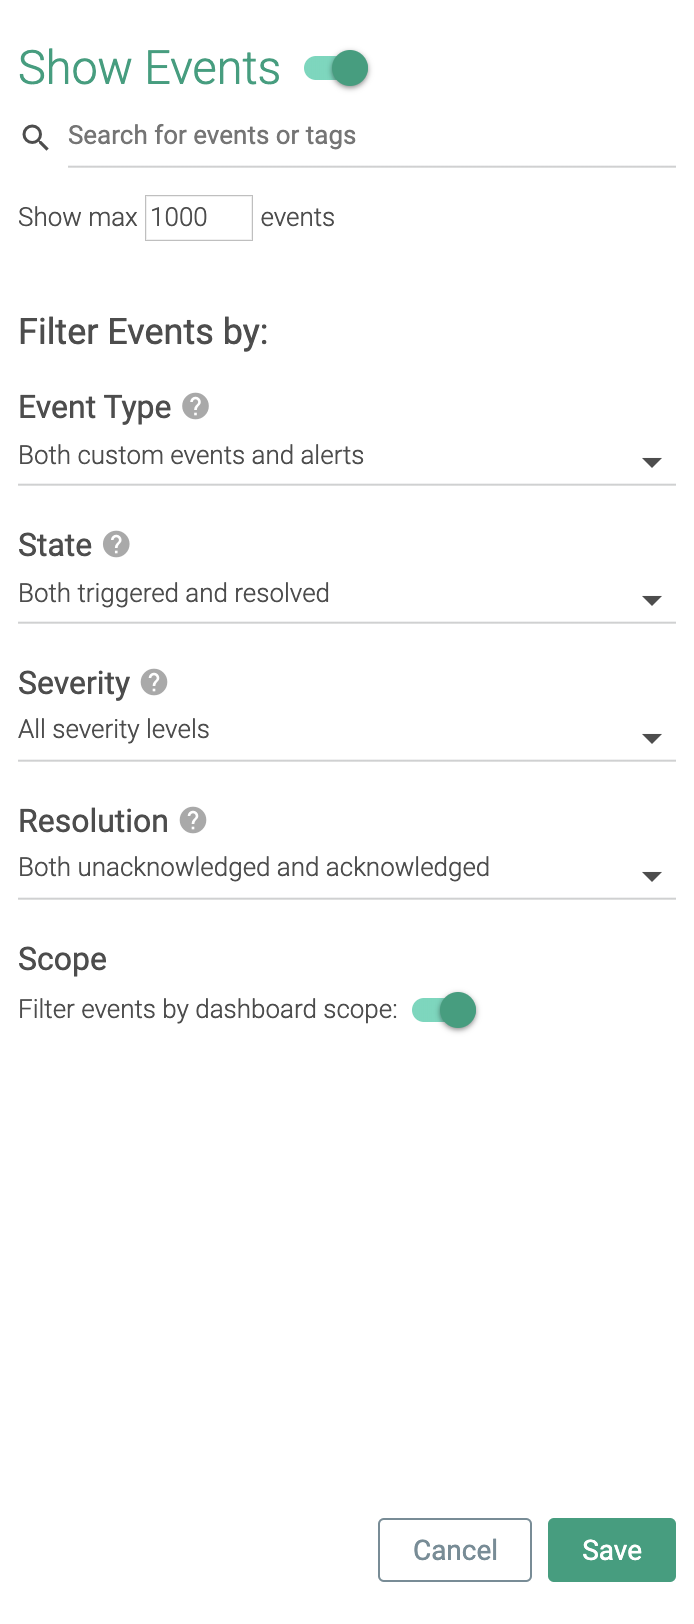 Show Events
Search for events or tags
Show max 1000 events
Filter Events by:
Event Type ?
Both custom events and alerts
State ?
Both triggered and resolved
Severity ?
All severity levels
Resolution ?
Both unacknowledged and acknowledged
Scope
Filter events by dashboard scope:
Cancel Save